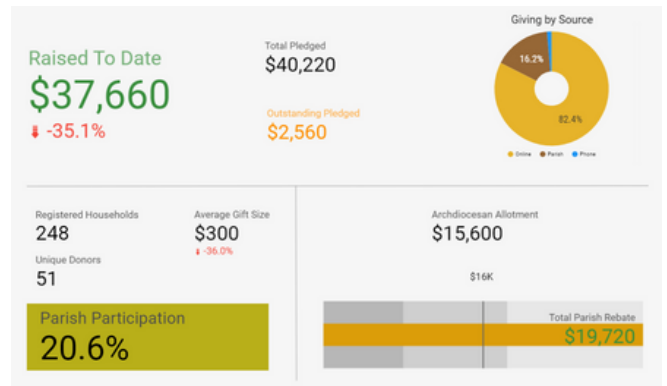 Raised To Date
$37,660
-35.1%
Total Pledged
$40,220
Outstanding Pledged
$2,560
Giving by Source
16.2%
82.4%
Online Parish Phone
Registered Households
248
Average Gift Size
$300
-36.0%
Unique Donors
51
Parish Participation
20.6%
Archdiocesan Allotment
$15,600
$16K
Total Parish Rebate
$19,720